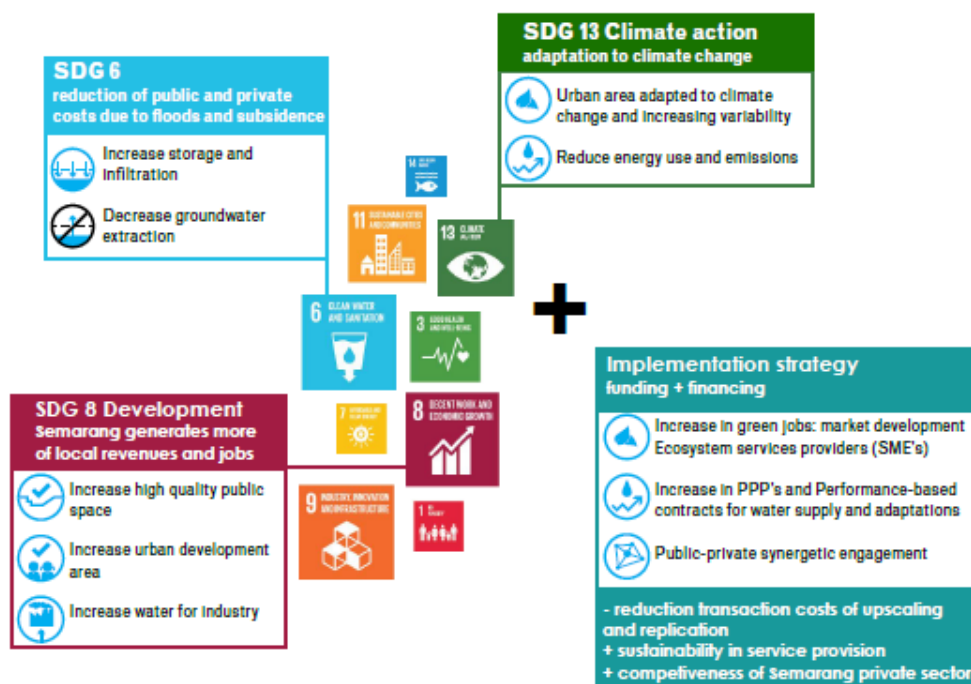 SDG 6
reduction of public and private
costs due to floods and subsidence
Increase storage and
infiltration
Decrease groundwater
extraction
SDG 13 Climate action
adaptation to climate change
Urban area adapted to climate
change and increasing variability
Reduce energy use and emissions
14
11 SUSTAINABLE CITIES
AND COMMUNITIES
13 CLIMATE
ACTION
6 CLEAN WATER
AND SANITATION
3 GOOD HEALTH
AND WELL-BEING
7
8 DECENT WORK AND
ECONOMIC GROWTH
9 INDUSTRY, INNOVATION
AND INFRASTRUCTURE
1 NO
POVERTY
+
SDG 8 Development
Semarang generates more
of local revenues and jobs
Increase high quality public
space
Increase urban development
area
Increase water for industry
Implementation strategy
funding + financing
Increase in green jobs: market development
Ecosystem services providers (SME's)
Increase in PPP's and Performance-based
contracts for water supply and adaptations
Public-private synergetic engagement
- reduction transaction costs of upscaling
and replication
+ sustainability in service provision
+ competiveness of Semarang private sector